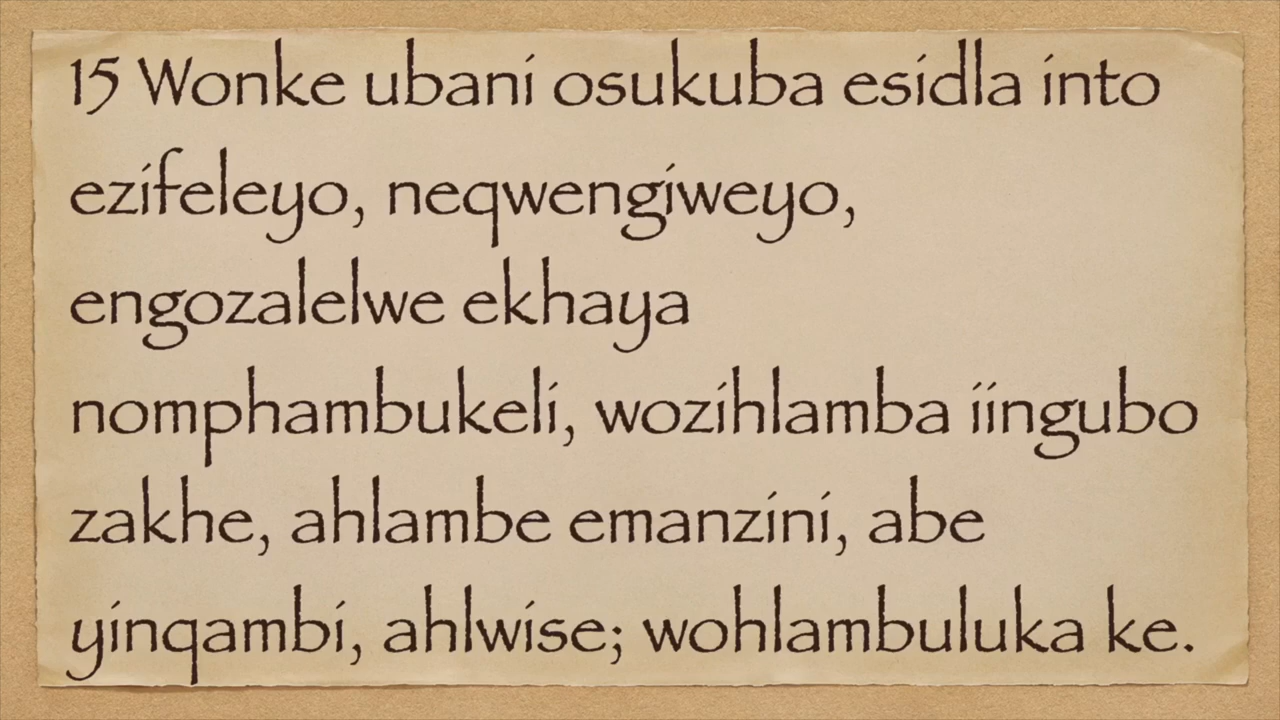 15 Wonke ubani osukuba esidla into
ezifeleyo, neqwengiweyo,
engozalelwe ekhaya
nomphambukeli, wozihlamba iingubo
zakhe, ahlambe emanzini, abe
yinqambi, ahlwise; wohlambuluka ke.